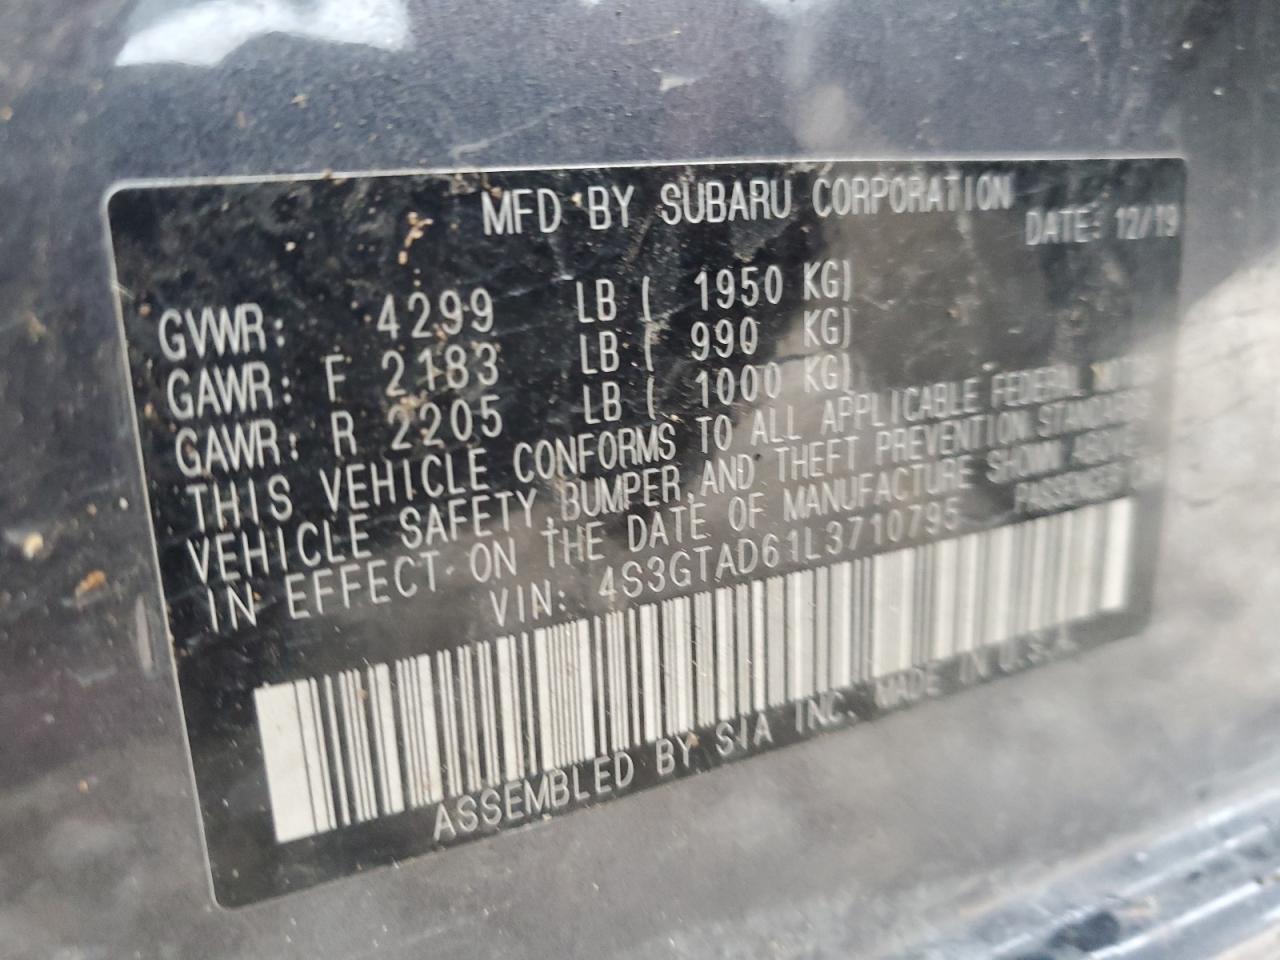 MFD BY SUBARU CORPORATION
DATE: 12/19
GVWR: 4299 LB ( 1950 KG)
GAWR: F 2183 LB ( 990 KG)
GAWR: R 2205 LB ( 1000 KG)
THIS VEHICLE CONFORMS TO ALL APPLICABLE FEDERAL MOTOR
VEHICLE SAFETY, BUMPER, AND THEFT PREVENTION STANDARDS
IN EFFECT ON THE DATE OF MANUFACTURE SHOWN ABOVE.
VIN: 4S3GTAD61L3710795 PASSENGER CAR
ASSEMBLED BY SIA INC. MADE IN U.S.A.